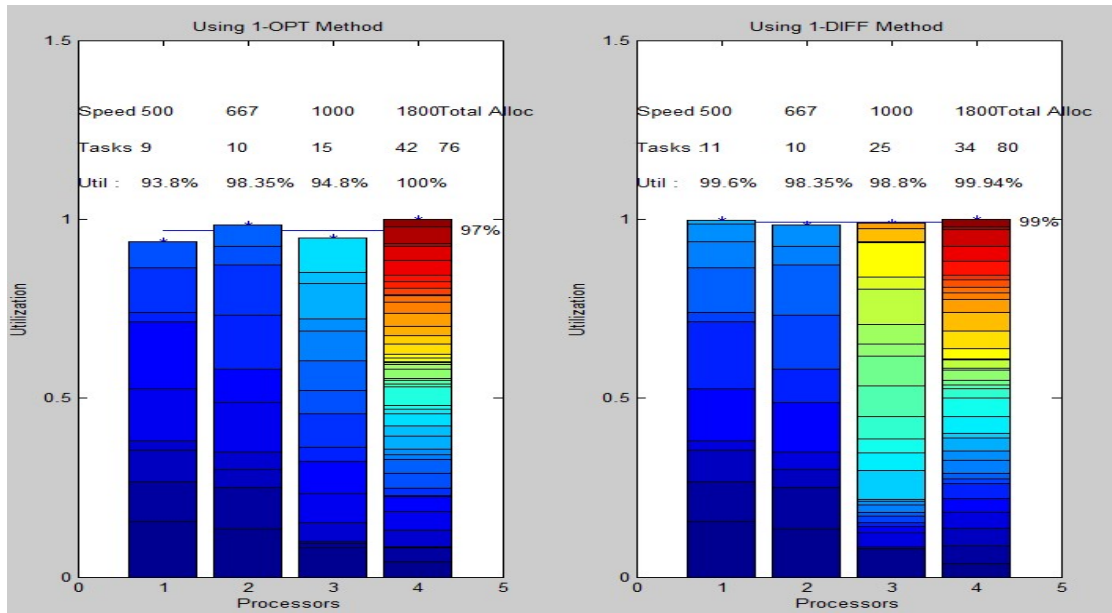 Using 1-OPT Method
1.5
Speed 500 667 1000 1800Total Alloc
Tasks : 9 10 15 42 76
Util : 93.8% 98.35% 94.8% 100%
1
97%
Utilization
0.5
0
0 1 2 3 4 5
Processors
Using 1-DIFF Method
1.5
Speed 500 667 1000 1800Total Alloc
Tasks :11 10 25 34 80
Util : 99.6% 98.35% 98.8% 99.94%
1
99%
Utilization
0.5
0
0 1 2 3 4 5
Processors